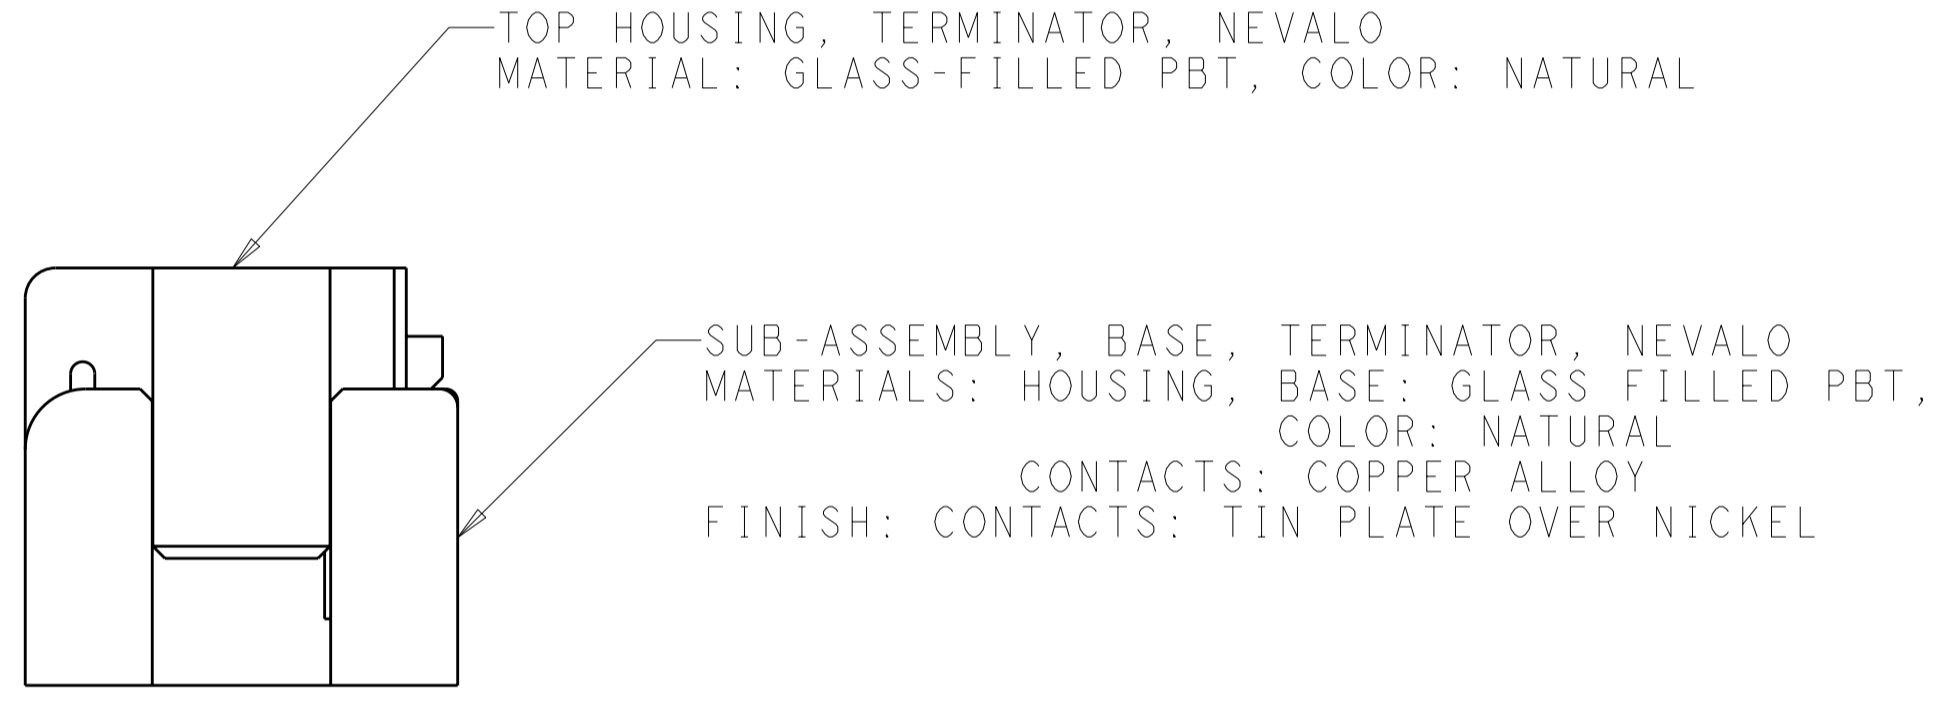 TOP HOUSING, TERMINATOR, NEVALO
MATERIAL: GLASS-FILLED PBT, COLOR: NATURAL
SUB-ASSEMBLY, BASE, TERMINATOR, NEVALO
MATERIALS: HOUSING, BASE: GLASS FILLED PBT,
COLOR: NATURAL
CONTACTS: COPPER ALLOY
FINISH: CONTACTS: TIN PLATE OVER NICKEL